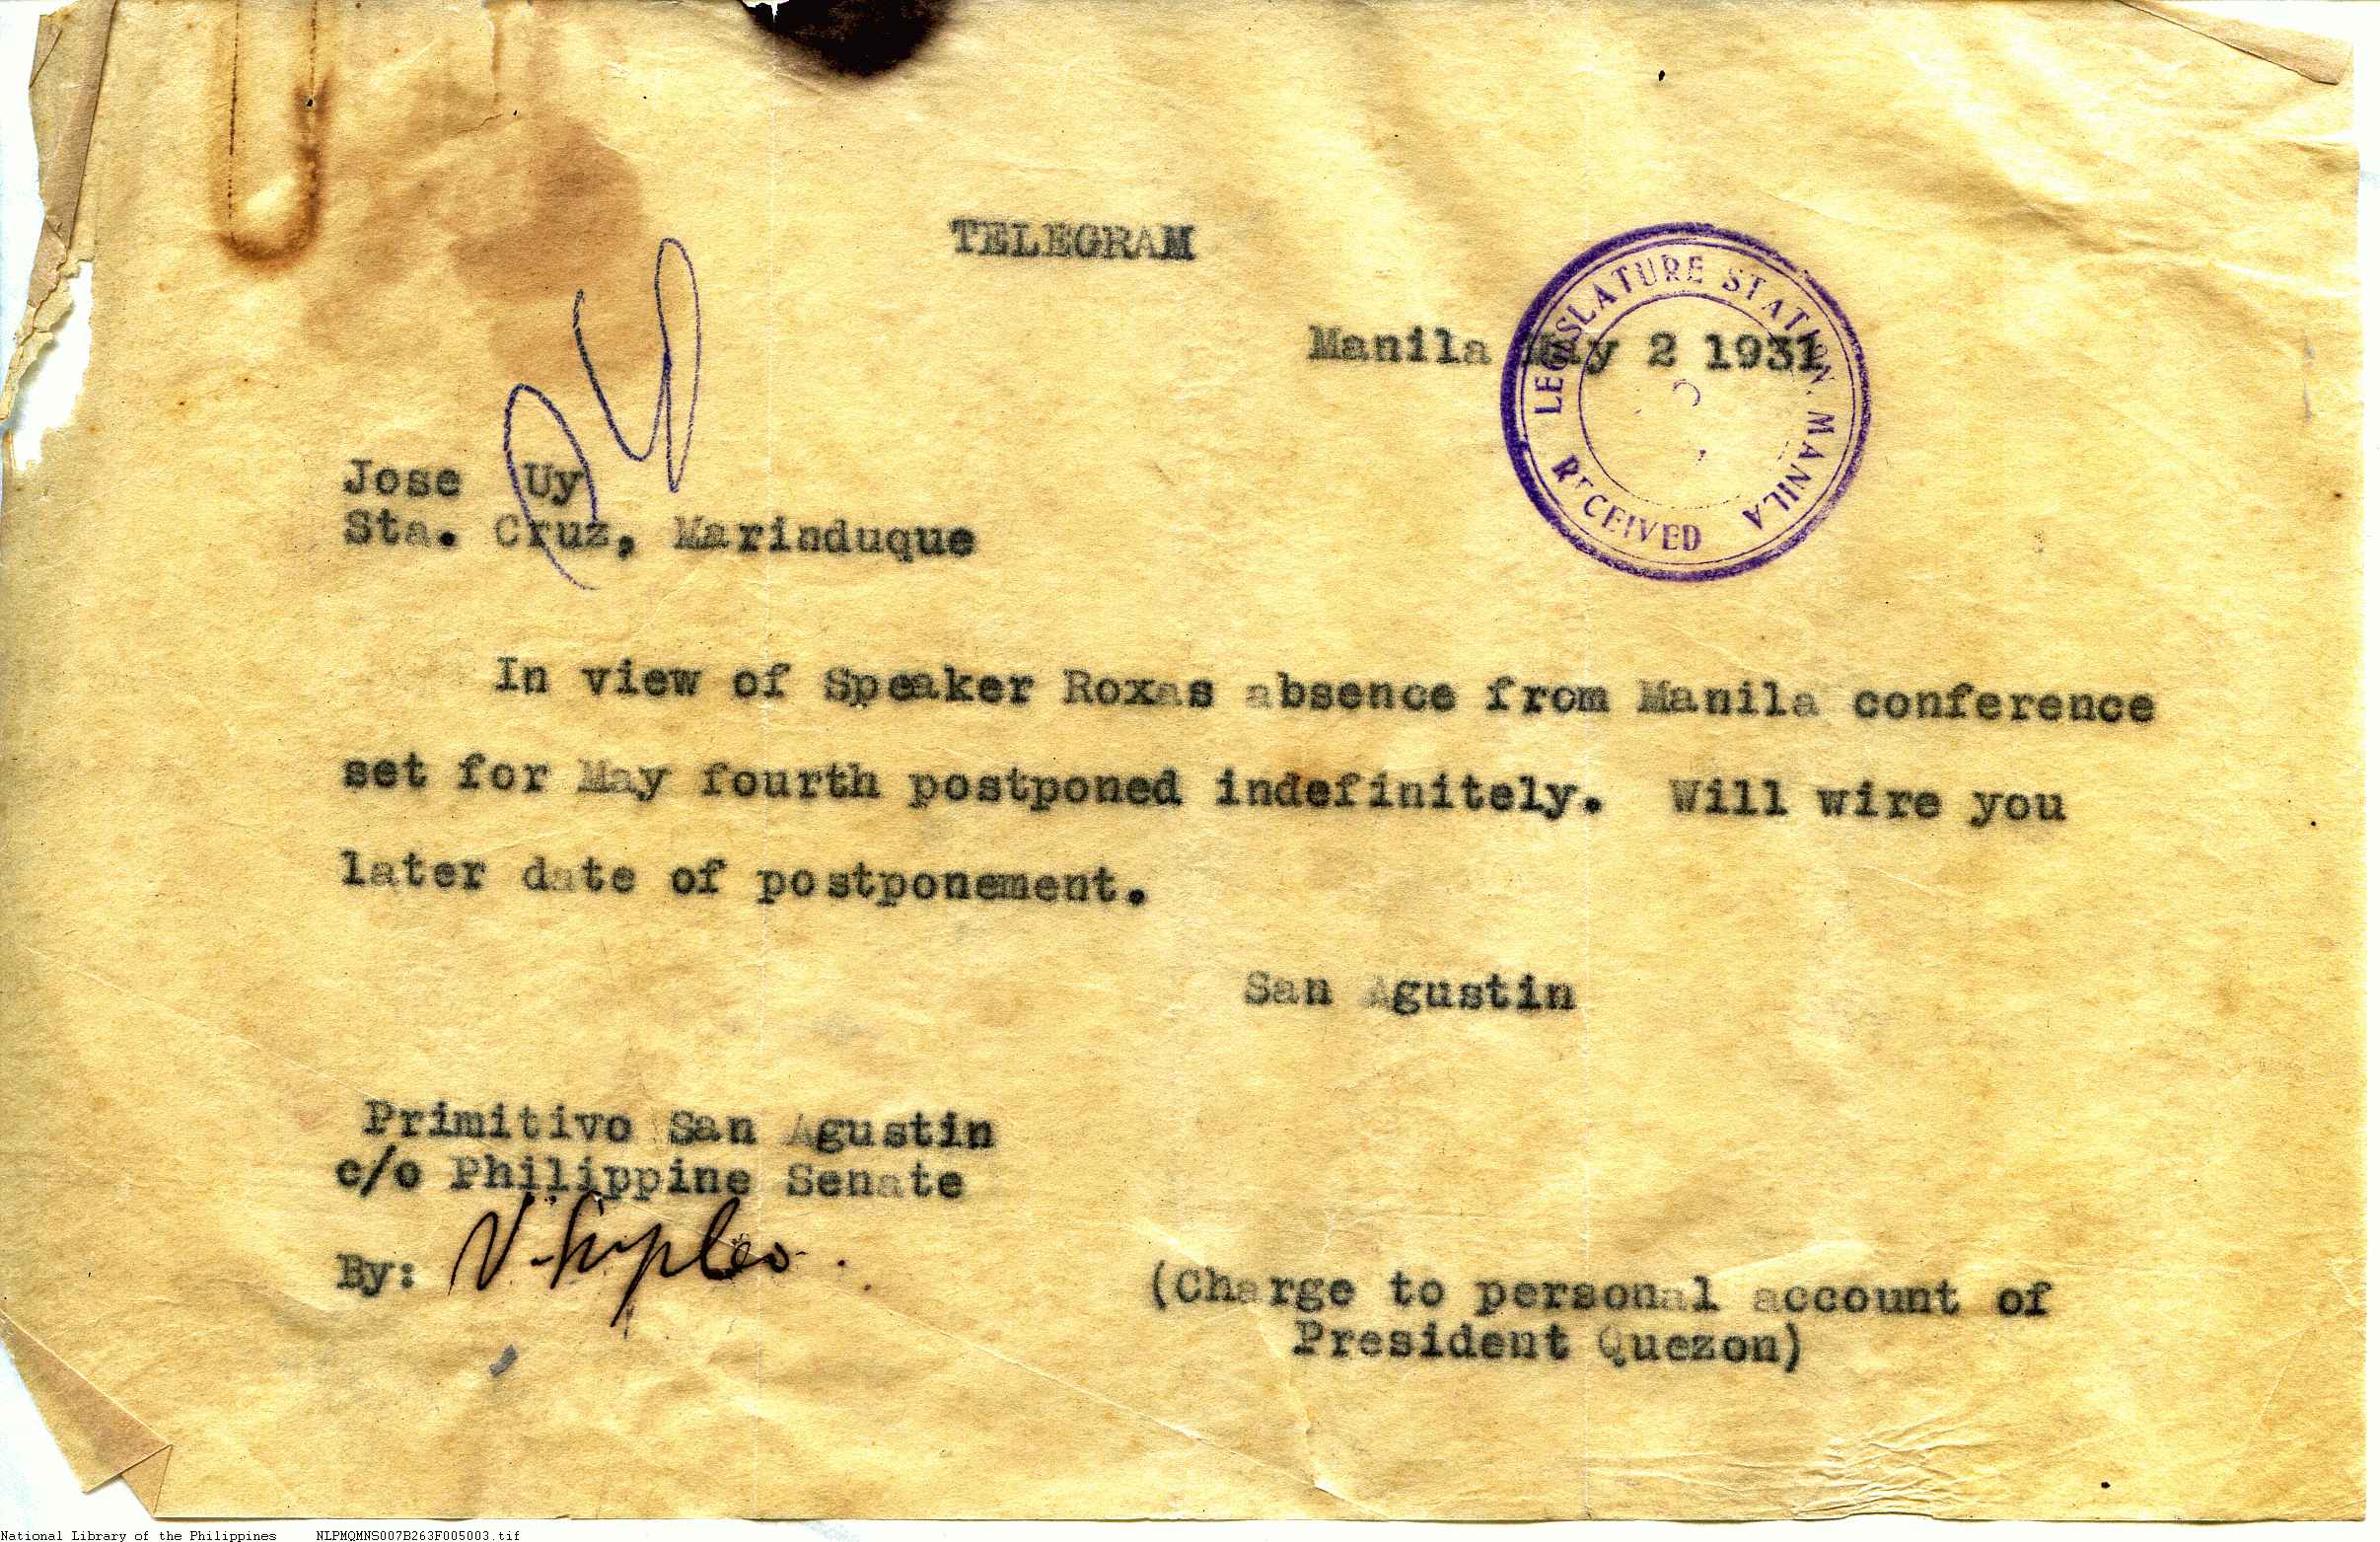 TELEGRAM
Manila May 2 1931
LEGISLATURE STATION, MANILA
RECEIVED
Jose Uy
Sta. Cruz, Marinduque
In view of Speaker Roxas absence from Manila conference
set for May fourth postponed indefinitely. Will wire you
later date of postponement.
San Agustin
Primitivo San Agustin
c/o Philippine Senate
By:
(Charge to personal account of
President Quezon)
National Library of the Philippines NLPMQMNS007B263F005003.tif